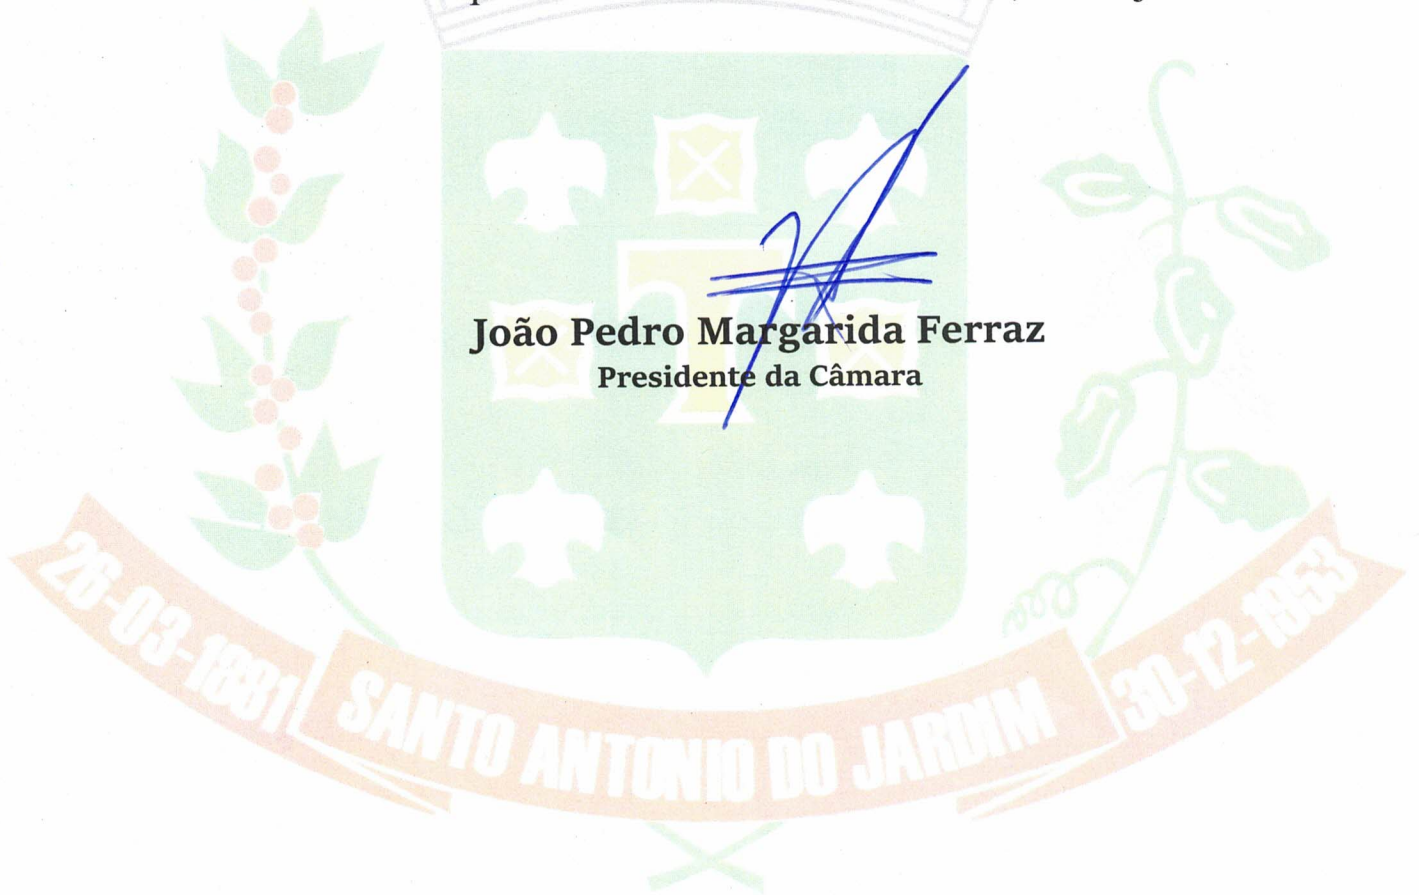 João Pedro Margarida Ferraz
Presidente da Câmara
26-03-1881
SANTO ANTONIO DO JARDIM
30-12-1953